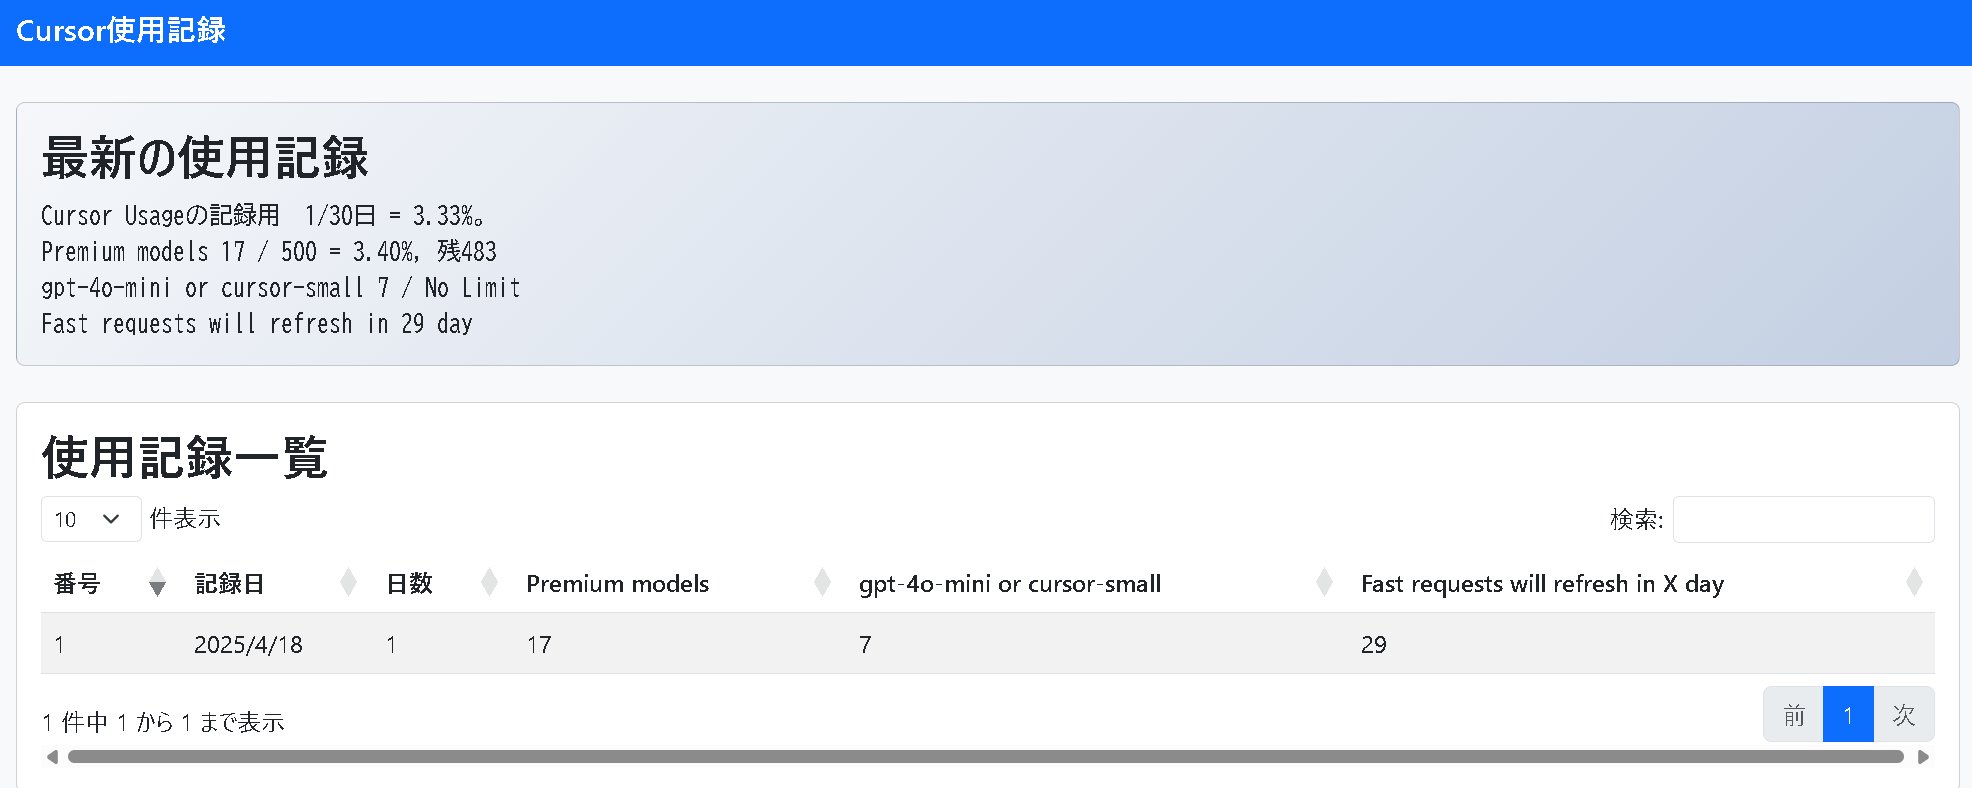 Cursor使用記録
最新の使用記録
Cursor Usageの記録用　1/30日 = 3.33%。
Premium models 17 / 500 = 3.40%, 残483
gpt-4o-mini or cursor-small 7 / No Limit
Fast requests will refresh in 29 day
使用記録一覧
10 件表示 検索:
番号 記録日 日数 Premium models gpt-4o-mini or cursor-small Fast requests will refresh in X day
1 2025/4/18 1 17 7 29
1 件中 1 から 1 まで表示 前 1 次